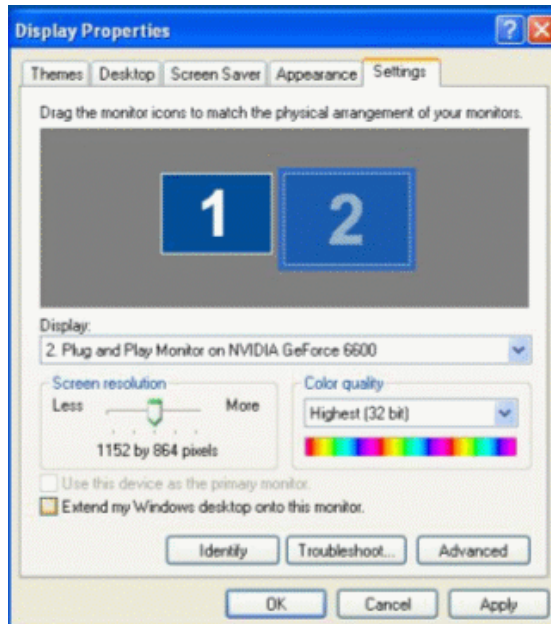 Display Properties
Themes Desktop Screen Saver Appearance Settings
Drag the monitor icons to match the physical arrangement of your monitors.
1 2
Display:
2. Plug and Play Monitor on NVIDIA GeForce 6600
Screen resolution Color quality
Less More Highest (32 bit)
1152 by 864 pixels
Use this device as the primary monitor.
Extend my Windows desktop onto this monitor.
Identify Troubleshoot... Advanced
OK Cancel Apply